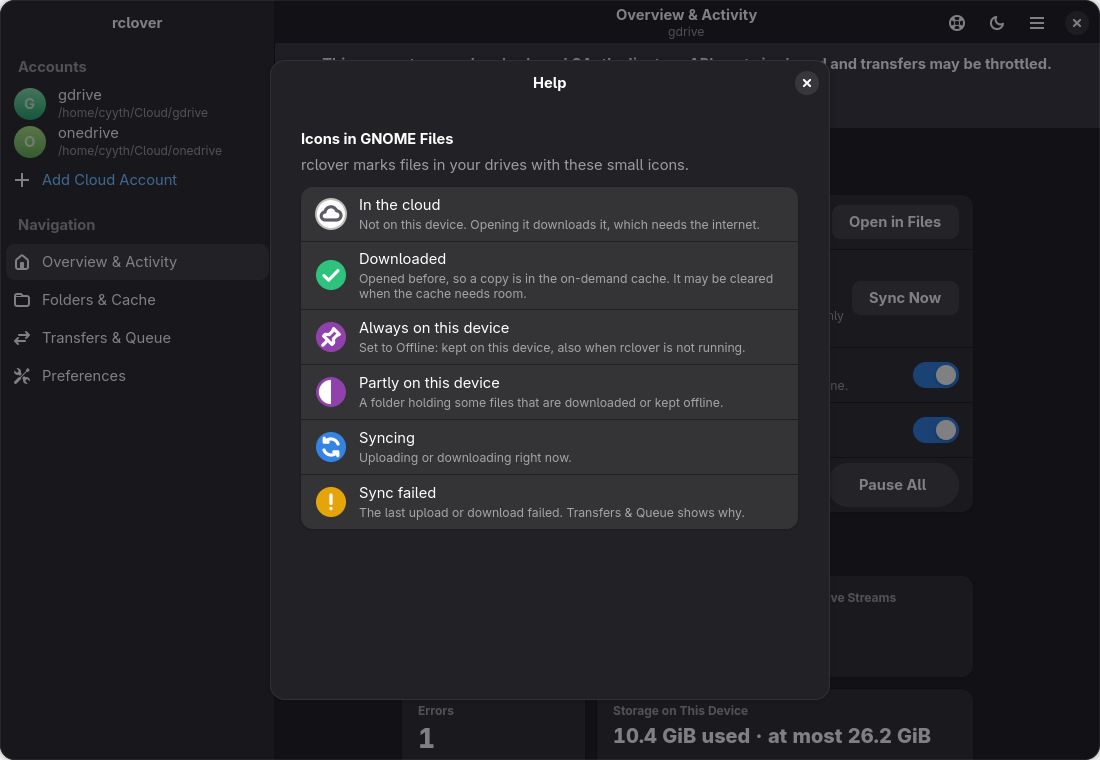 rclover
Overview & Activity
gdrive
Accounts
G
gdrive
/home/cyyth/Cloud/gdrive
O
onedrive
/home/cyyth/Cloud/onedrive
Add Cloud Account
Navigation
Overview & Activity
Folders & Cache
Transfers & Queue
Preferences
and transfers may be throttled.
Open in Files
Sync Now
Pause All
Streams
Errors
1
Storage on This Device
10.4 GiB used · at most 26.2 GiB
Help
Icons in GNOME Files
rclover marks files in your drives with these small icons.
In the cloud
Not on this device. Opening it downloads it, which needs the internet.
Downloaded
Opened before, so a copy is in the on-demand cache. It may be cleared
when the cache needs room.
Always on this device
Set to Offline: kept on this device, also when rclover is not running.
Partly on this device
A folder holding some files that are downloaded or kept offline.
Syncing
Uploading or downloading right now.
Sync failed
The last upload or download failed. Transfers & Queue shows why.